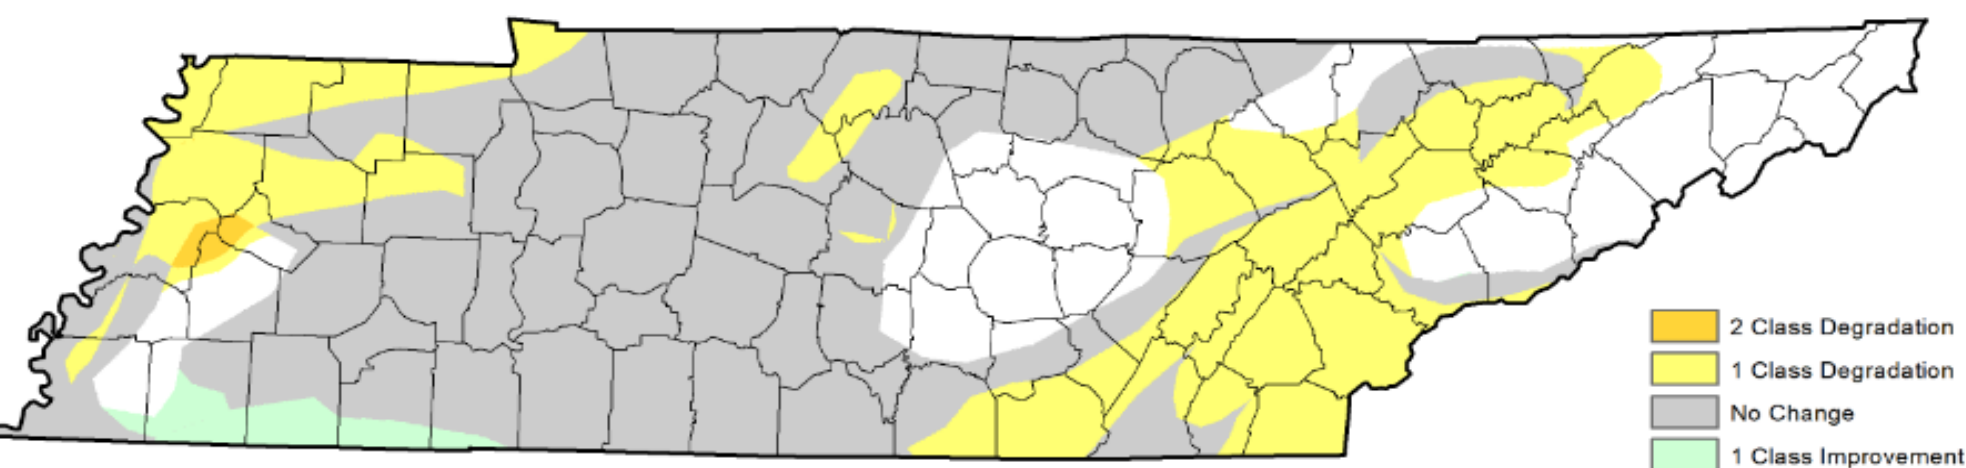 2 Class Degradation
1 Class Degradation
No Change
1 Class Improvement